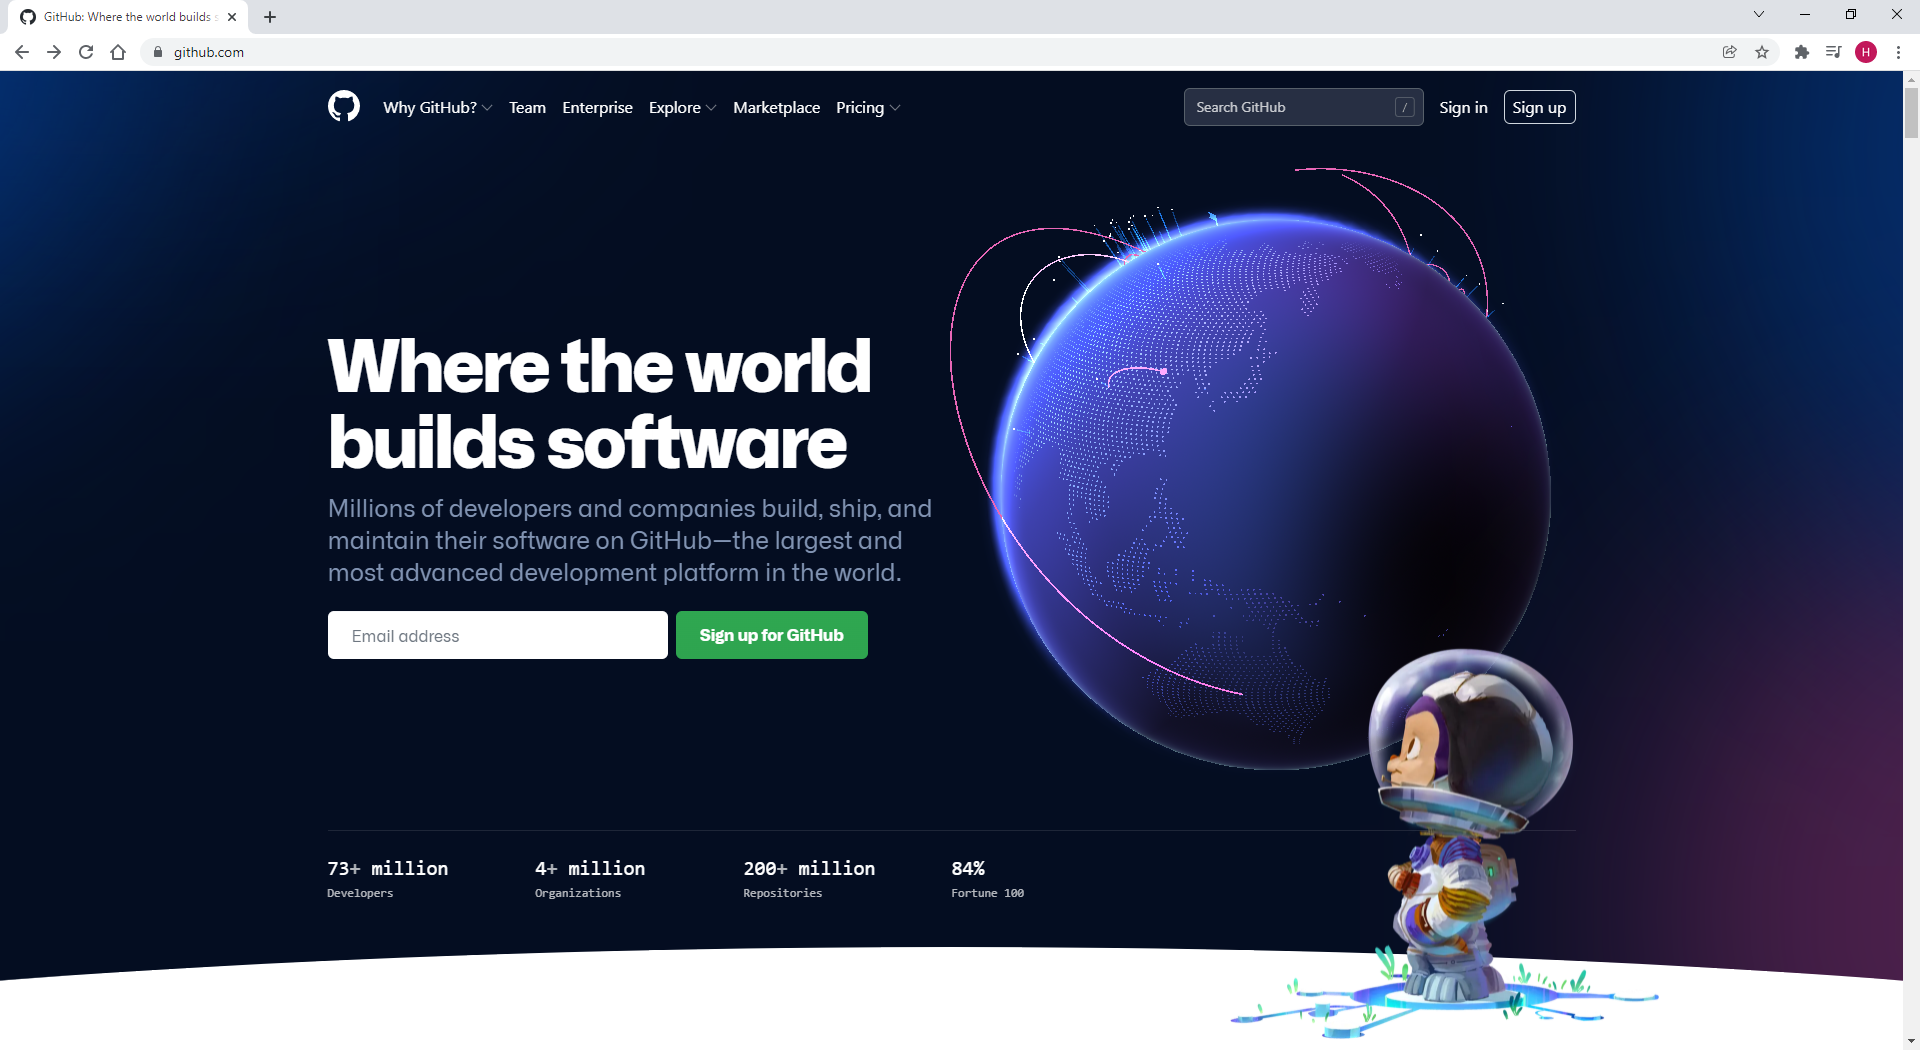 GitHub: Where the world builds s
github.com
H
Why GitHub?
Team
Enterprise
Explore
Marketplace
Pricing
Search GitHub
/
Sign in
Sign up
Where the world
builds software
Millions of developers and companies build, ship, and
maintain their software on GitHub—the largest and
most advanced development platform in the world.
Email address
Sign up for GitHub
73+ million
Developers
4+ million
Organizations
200+ million
Repositories
84%
Fortune 100